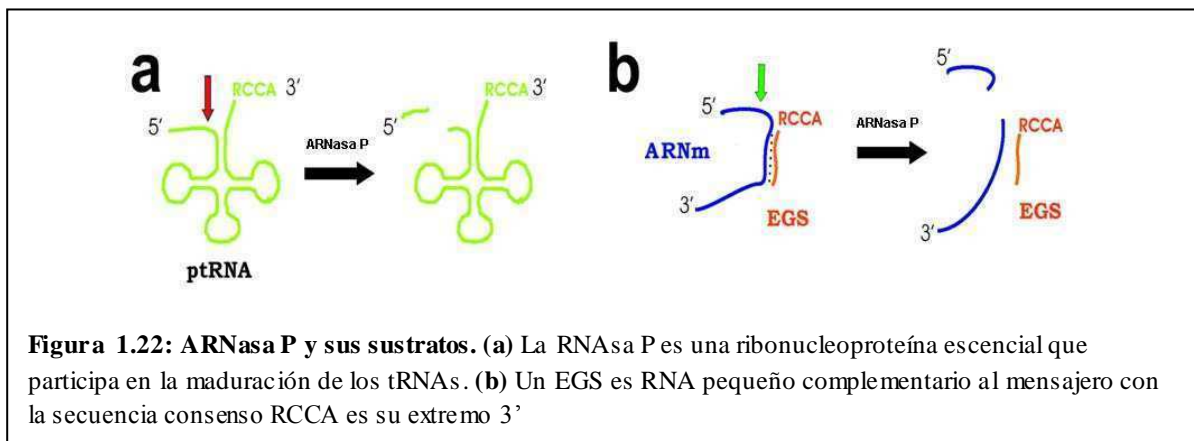 a
RCCA 3'
5'
ARNasa P
RCCA 3'
5'
ptRNA
b
5'
RCCA
ARNm
3'
EGS
ARNasa P
5'
RCCA
EGS
3'
Figura 1.22: ARNasa P y sus sustratos. (a) La RNAsa P es una ribonucleoproteína escencial que
participa en la maduración de los tRNAs. (b) Un EGS es RNA pequeño complementario al mensajero con
la secuencia consenso RCCA es su extremo 3’